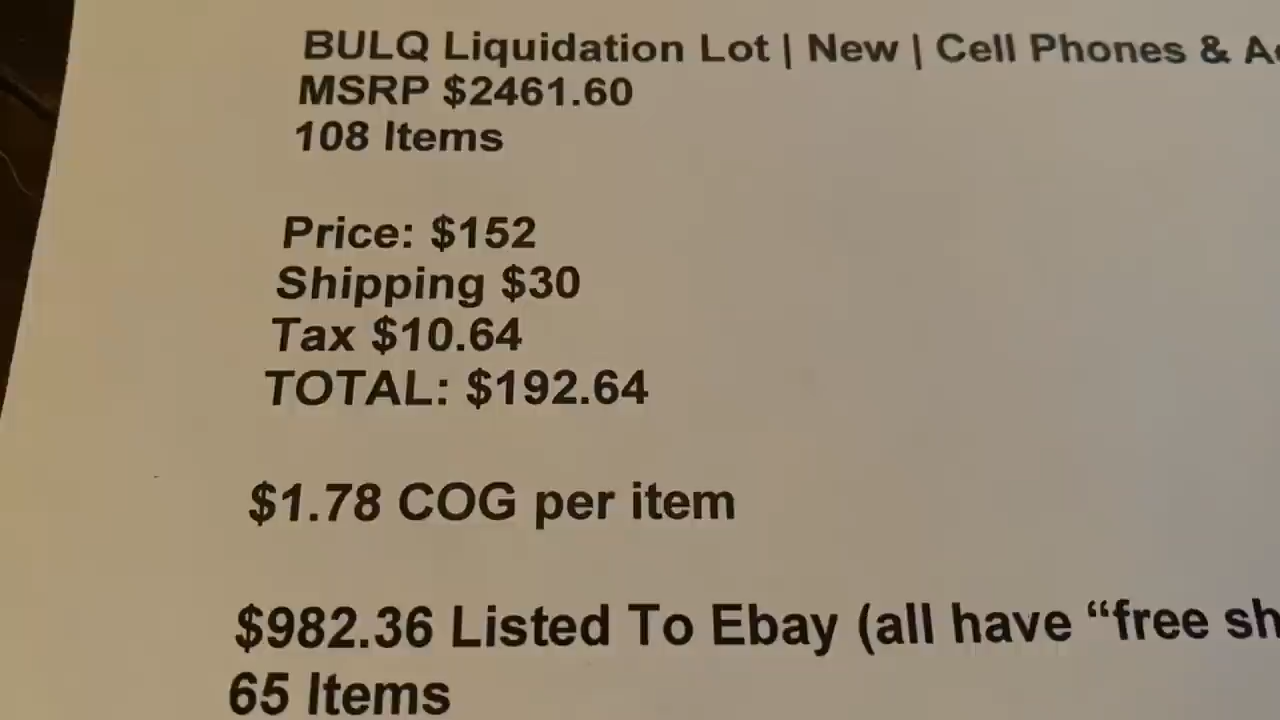 BULQ Liquidation Lot | New | Cell Phones &
MSRP $2461.60
108 Items
Price: $152
Shipping $30
Tax $10.64
TOTAL: $192.64
$1.78 COG per item
$982.36 Listed To Ebay (all have “free
65 Items